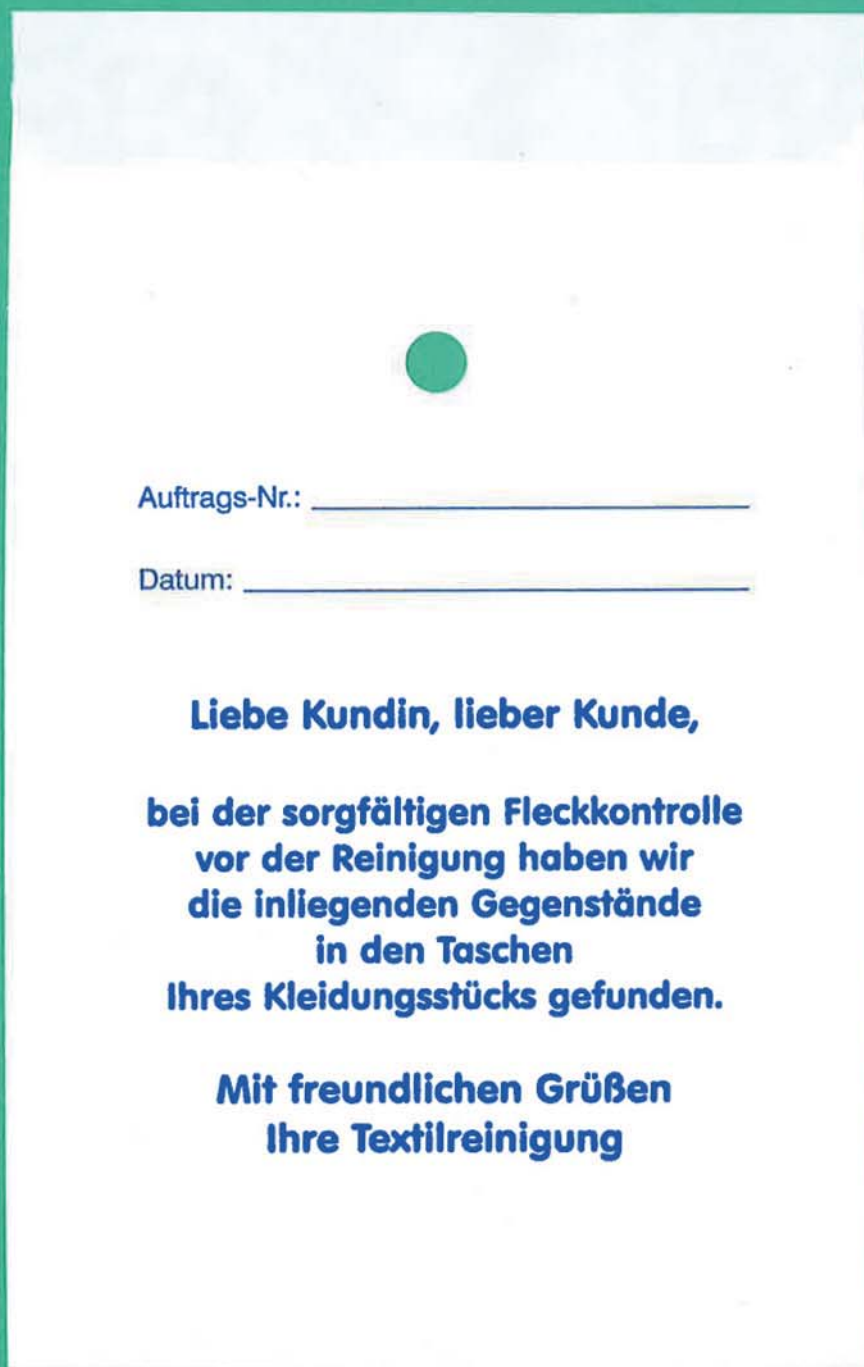 Auftrags-Nr.:
Datum:
Liebe Kundin, lieber Kunde,
bei der sorgfältigen Fleckkontrolle
vor der Reinigung haben wir
die inliegenden Gegenstände
in den Taschen
Ihres Kleidungsstücks gefunden.
Mit freundlichen Grüßen
Ihre Textilreinigung